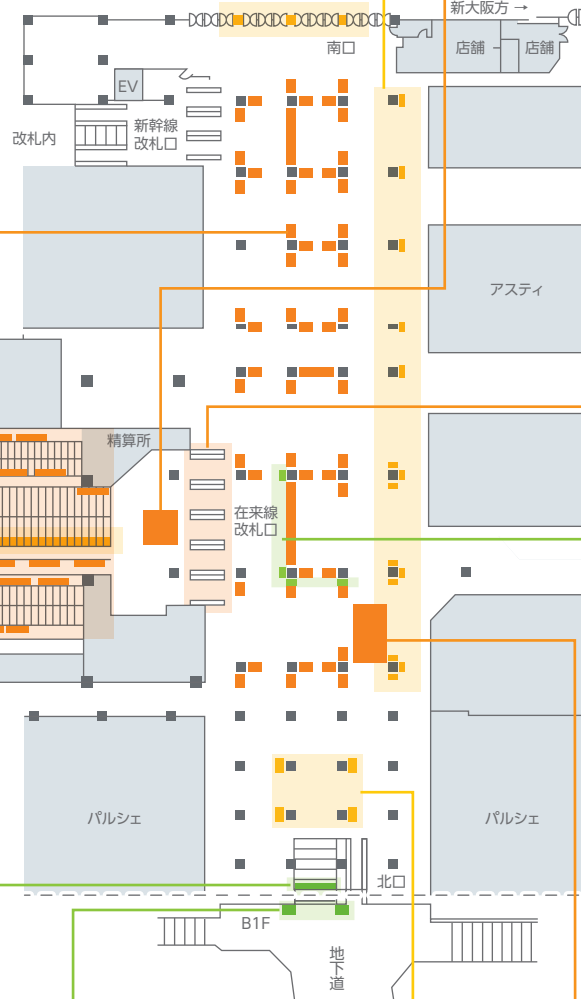 新大阪方 →
南口
店舗
店舗
EV
改札内
新幹線
改札口
アスティ
精算所
在来線
改札口
パルシェ
パルシェ
北口
B1F
地下道